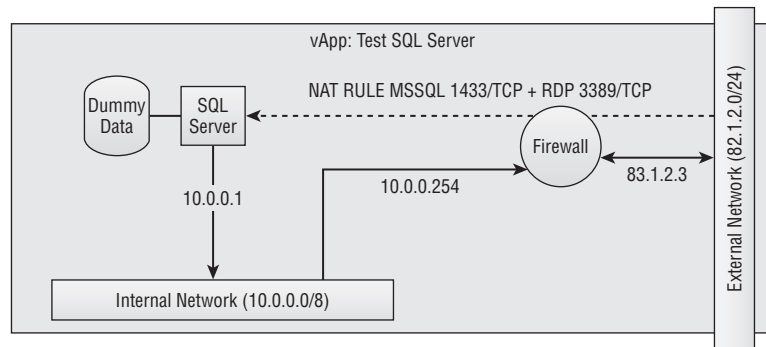 vApp: Test SQL Server
NAT RULE MSSQL 1433/TCP + RDP 3389/TCP
Dummy
Data
SQL
Server
Firewall
10.0.0.1
10.0.0.254
83.1.2.3
External Network (82.1.2.0/24)
Internal Network (10.0.0.0/8)